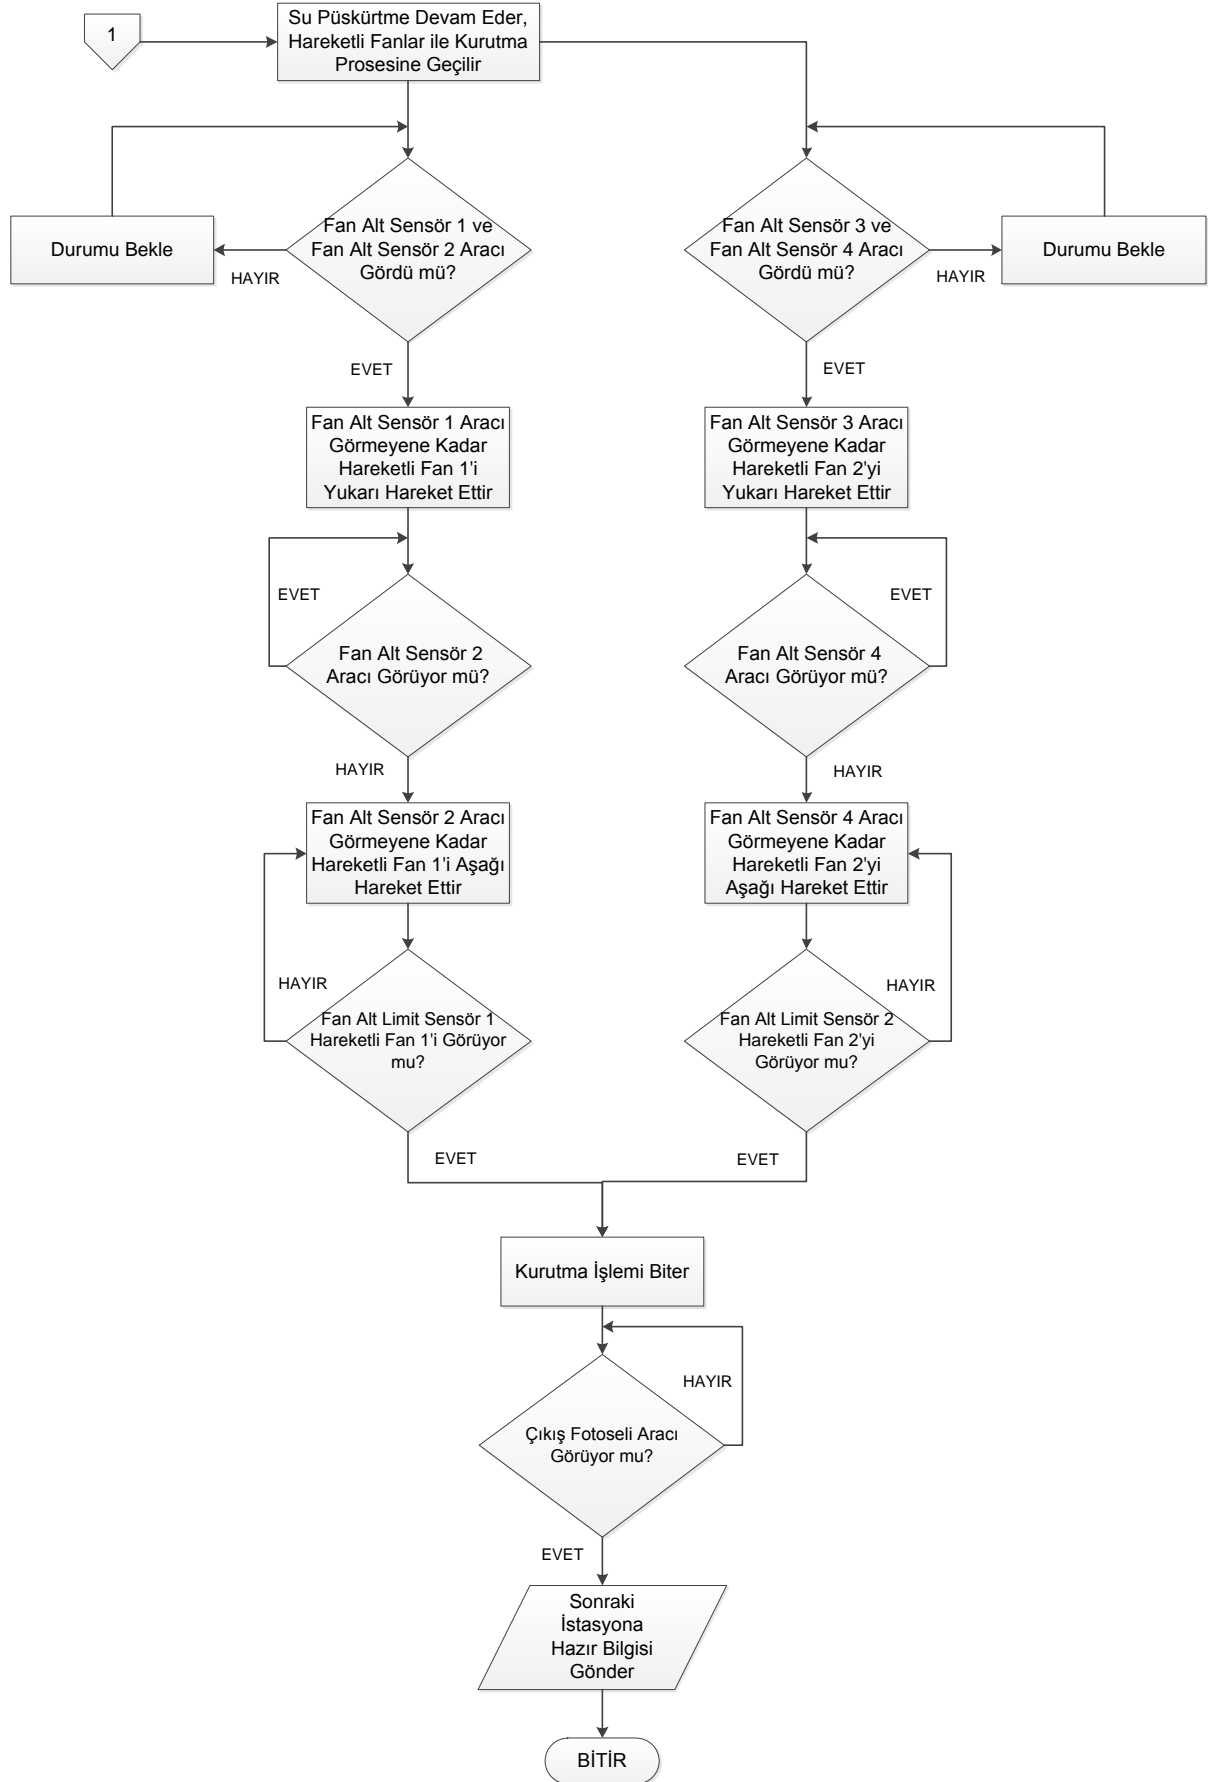 1
Su Püskürtme Devam Eder,
Hareketli Fanlar ile Kurutma
Prosesine Geçilir
Fan Alt Sensör 1 ve
Fan Alt Sensör 2 Aracı
Gördü mü?
Durumu Bekle
HAYIR
Fan Alt Sensör 3 ve
Fan Alt Sensör 4 Aracı
Gördü mü?
HAYIR
Durumu Bekle
EVET
EVET
Fan Alt Sensör 1 Aracı
Görmeyene Kadar
Hareketli Fan 1'i
Yukarı Hareket Ettir
Fan Alt Sensör 3 Aracı
Görmeyene Kadar
Hareketli Fan 2'yi
Yukarı Hareket Ettir
EVET
EVET
Fan Alt Sensör 2
Aracı Görüyor mü?
Fan Alt Sensör 4
Aracı Görüyor mü?
HAYIR
HAYIR
Fan Alt Sensör 2 Aracı
Görmeyene Kadar
Hareketli Fan 1'i Aşağı
Hareket Ettir
Fan Alt Sensör 4 Aracı
Görmeyene Kadar
Hareketli Fan 2'yi
Aşağı Hareket Ettir
HAYIR
HAYIR
Fan Alt Limit Sensör 1
Hareketli Fan 1'i Görüyor
mu?
Fan Alt Limit Sensör 2
Hareketli Fan 2'yi
Görüyor mu?
EVET
EVET
Kurutma İşlemi Biter
HAYIR
Çıkış Fotoseli Aracı
Görüyor mu?
EVET
Sonraki
İstasyona
Hazır Bilgisi
Gönder
BİTİR